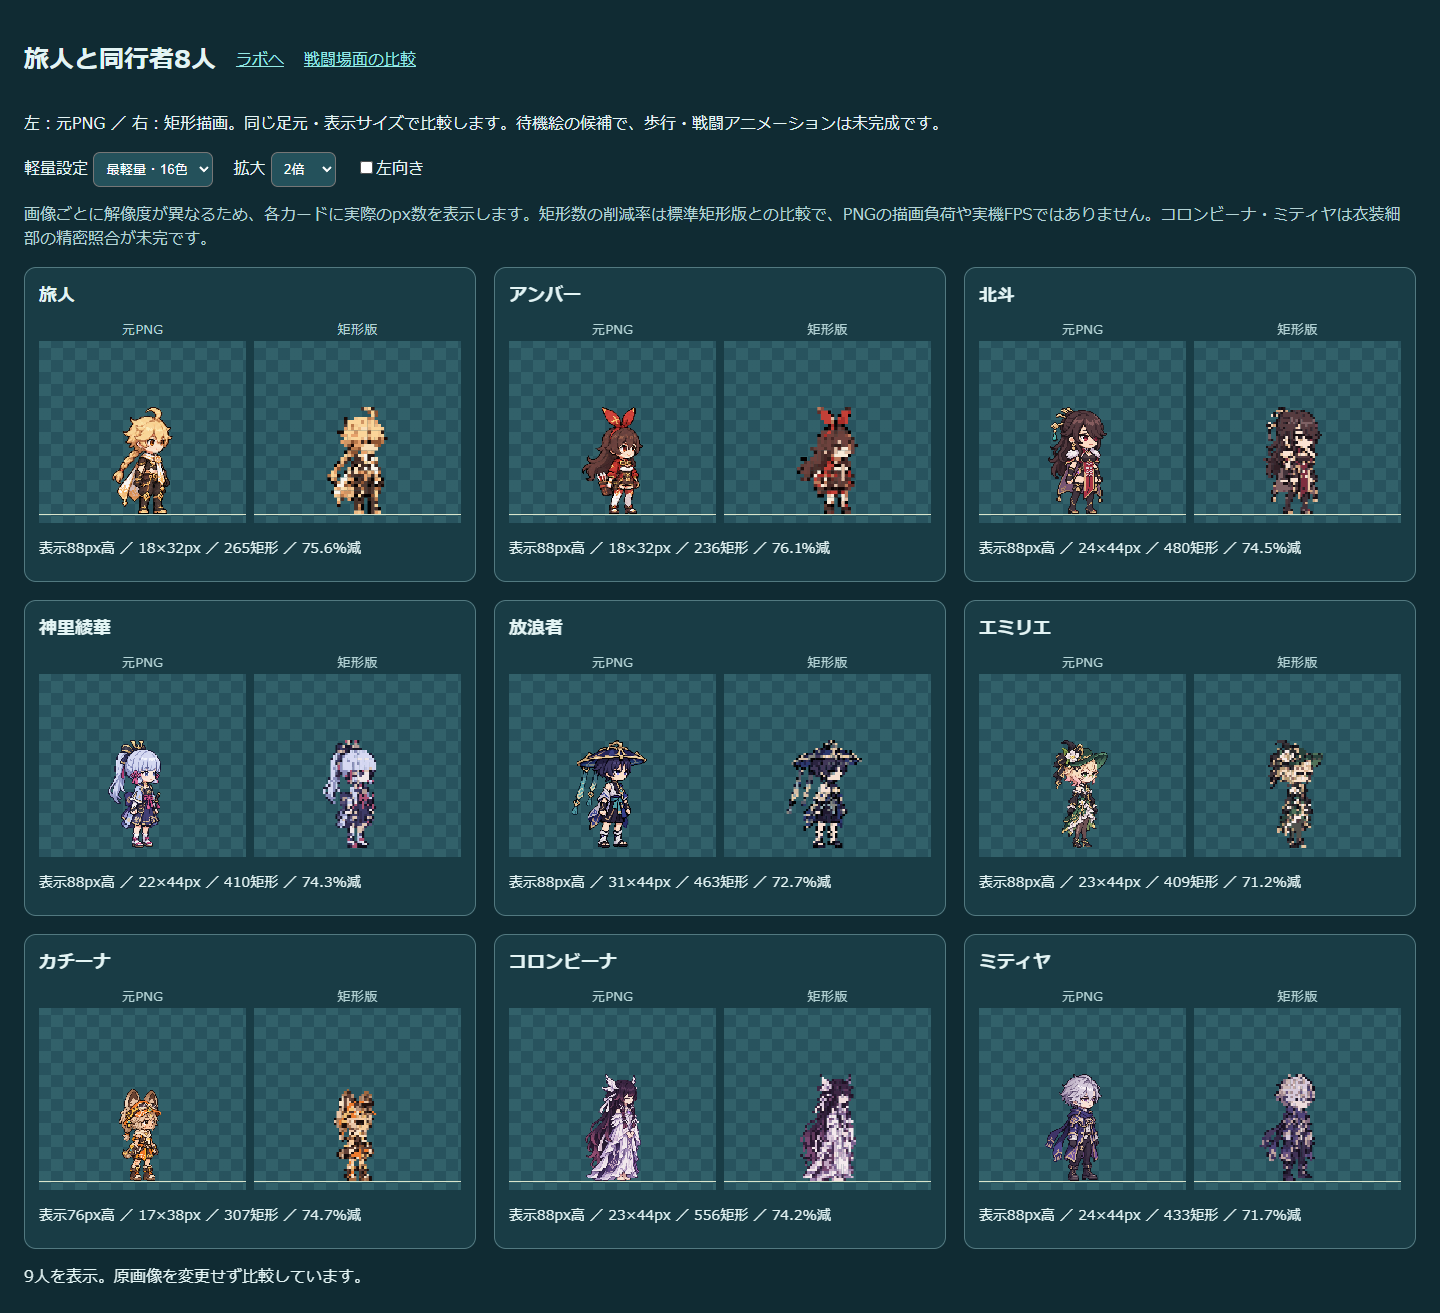 旅人と同行者8人 ラボへ 戦闘場面の比較
左：元PNG ／ 右：矩形描画。同じ足元・表示サイズで比較します。待機絵の候補で、歩行・戦闘アニメーションは未完成です。
軽量設定 最軽量・16色 拡大 2倍 左向き
画像ごとに解像度が異なるため、各カードに実際のpx数を表示します。矩形数の削減率は標準矩形版との比較で、PNGの描画負荷や実機FPSではありません。コロンビーナ・ミティヤは衣装細
部の精密照合が未完です。
旅人
元PNG 矩形版
表示88px高 ／ 18×32px ／ 265矩形 ／ 75.6%減
アンバー
元PNG 矩形版
表示88px高 ／ 18×32px ／ 236矩形 ／ 76.1%減
北斗
元PNG 矩形版
表示88px高 ／ 24×44px ／ 480矩形 ／ 74.5%減
神里綾華
元PNG 矩形版
表示88px高 ／ 22×44px ／ 410矩形 ／ 74.3%減
放浪者
元PNG 矩形版
表示88px高 ／ 31×44px ／ 463矩形 ／ 72.7%減
エミリエ
元PNG 矩形版
表示88px高 ／ 23×44px ／ 409矩形 ／ 71.2%減
カチーナ
元PNG 矩形版
表示76px高 ／ 17×38px ／ 307矩形 ／ 74.7%減
コロンビーナ
元PNG 矩形版
表示88px高 ／ 23×44px ／ 556矩形 ／ 74.2%減
ミティヤ
元PNG 矩形版
表示88px高 ／ 24×44px ／ 433矩形 ／ 71.7%減
9人を表示。原画像を変更せず比較しています。